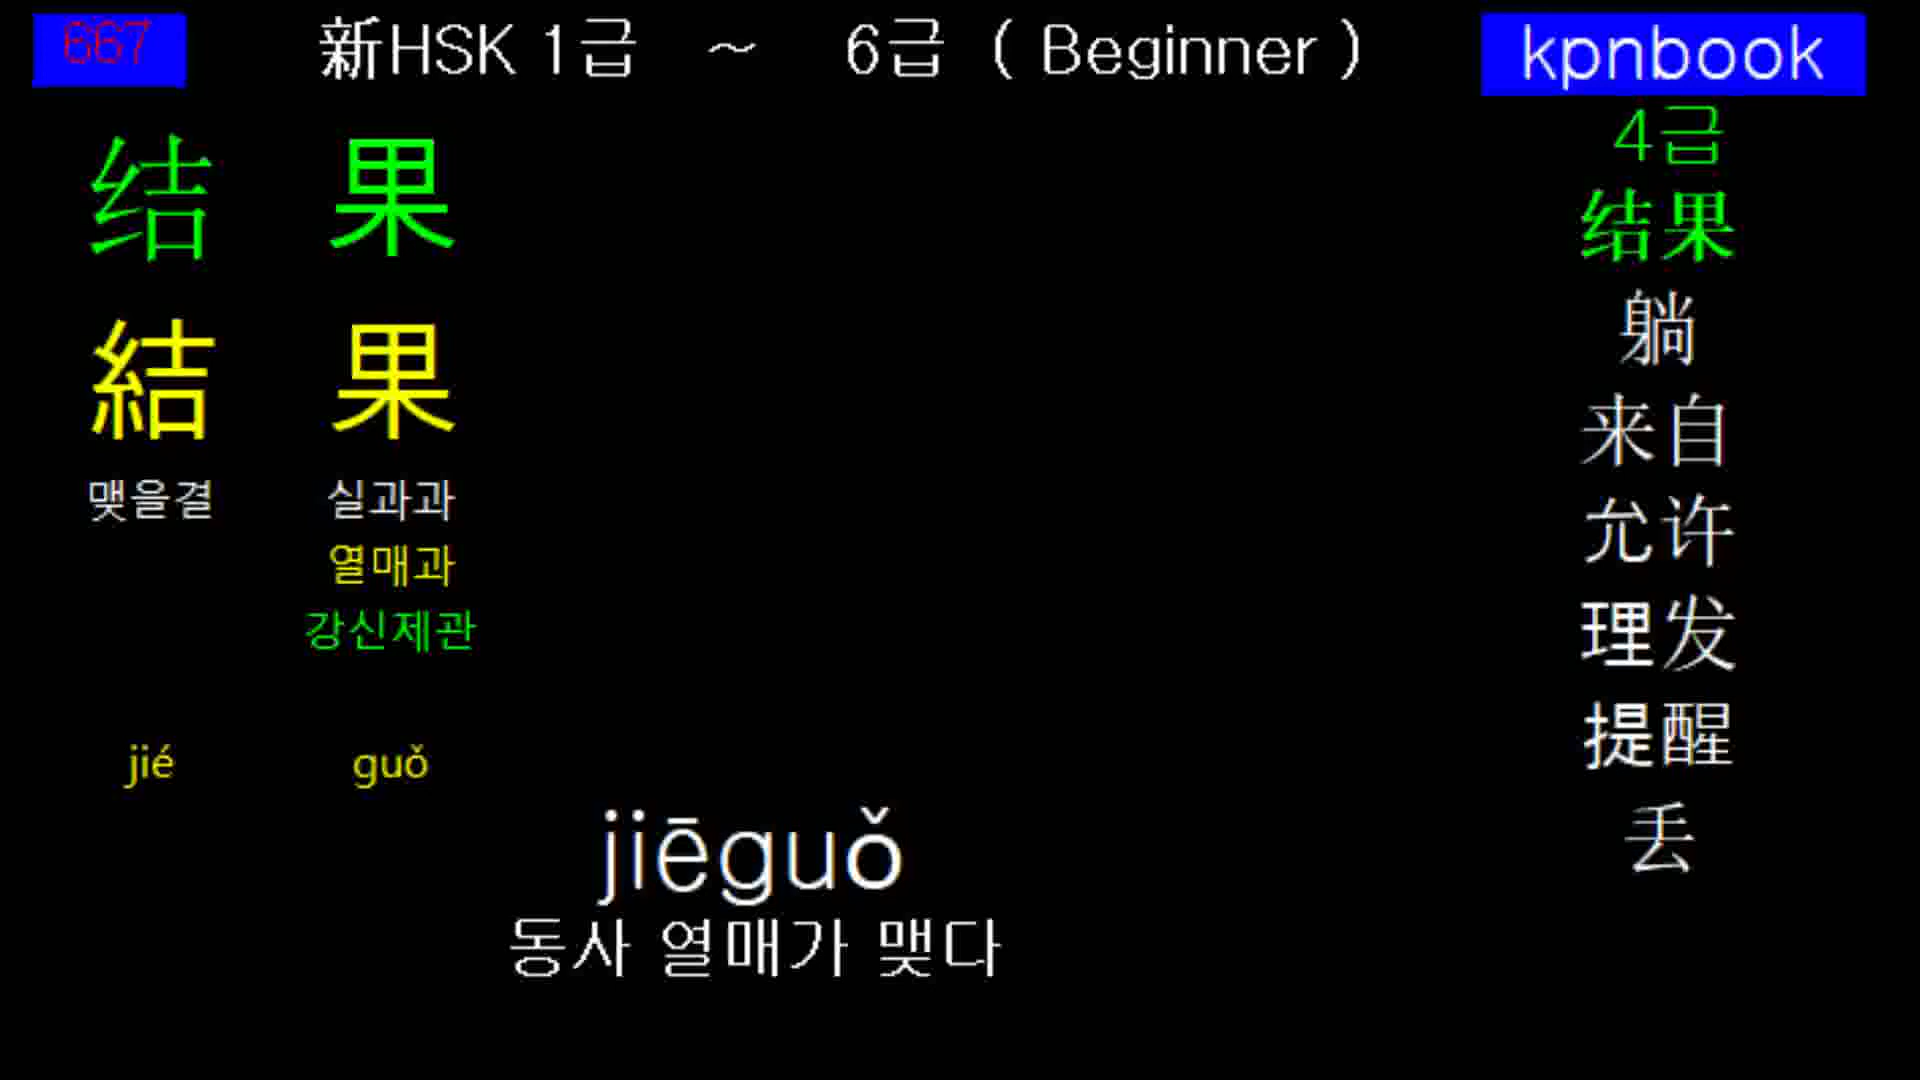 667
新HSK 1급 ~ 6급 ( Beginner )
kpnbook
结 果
結 果
맺을결 실과과
열매과
강신제관
jié guǒ
jiēguǒ
동사 열매가 맺다
4급
结果
躺
来自
允许
理发
提醒
丢